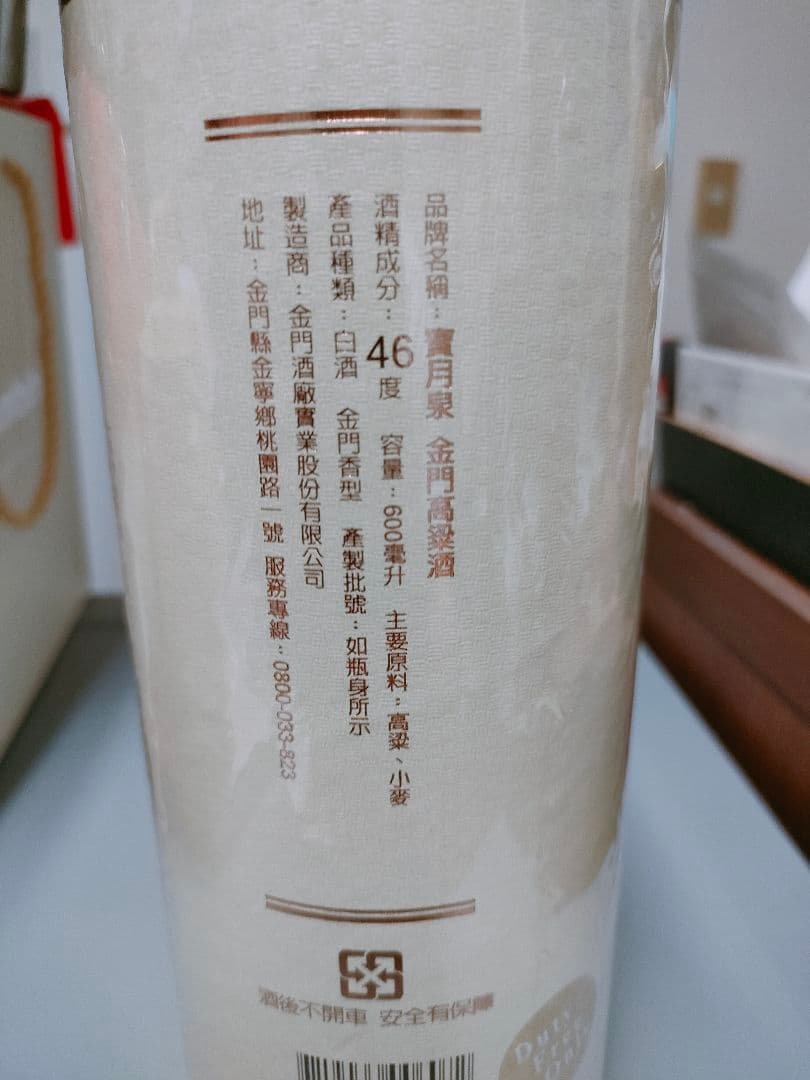 品牌名稱：寶月泉 金門高粱酒
酒精成分：46度 容量：600毫升 主要原料：高粱、小麥
產品種類：白酒 金門香型 產製批號：如瓶身所示
製造商：金門酒廠實業股份有限公司
地址：金門縣金寧鄉桃園路一號 服務專線：0800-033-823
酒後不開車 安全有保障
Duty
Free
Only